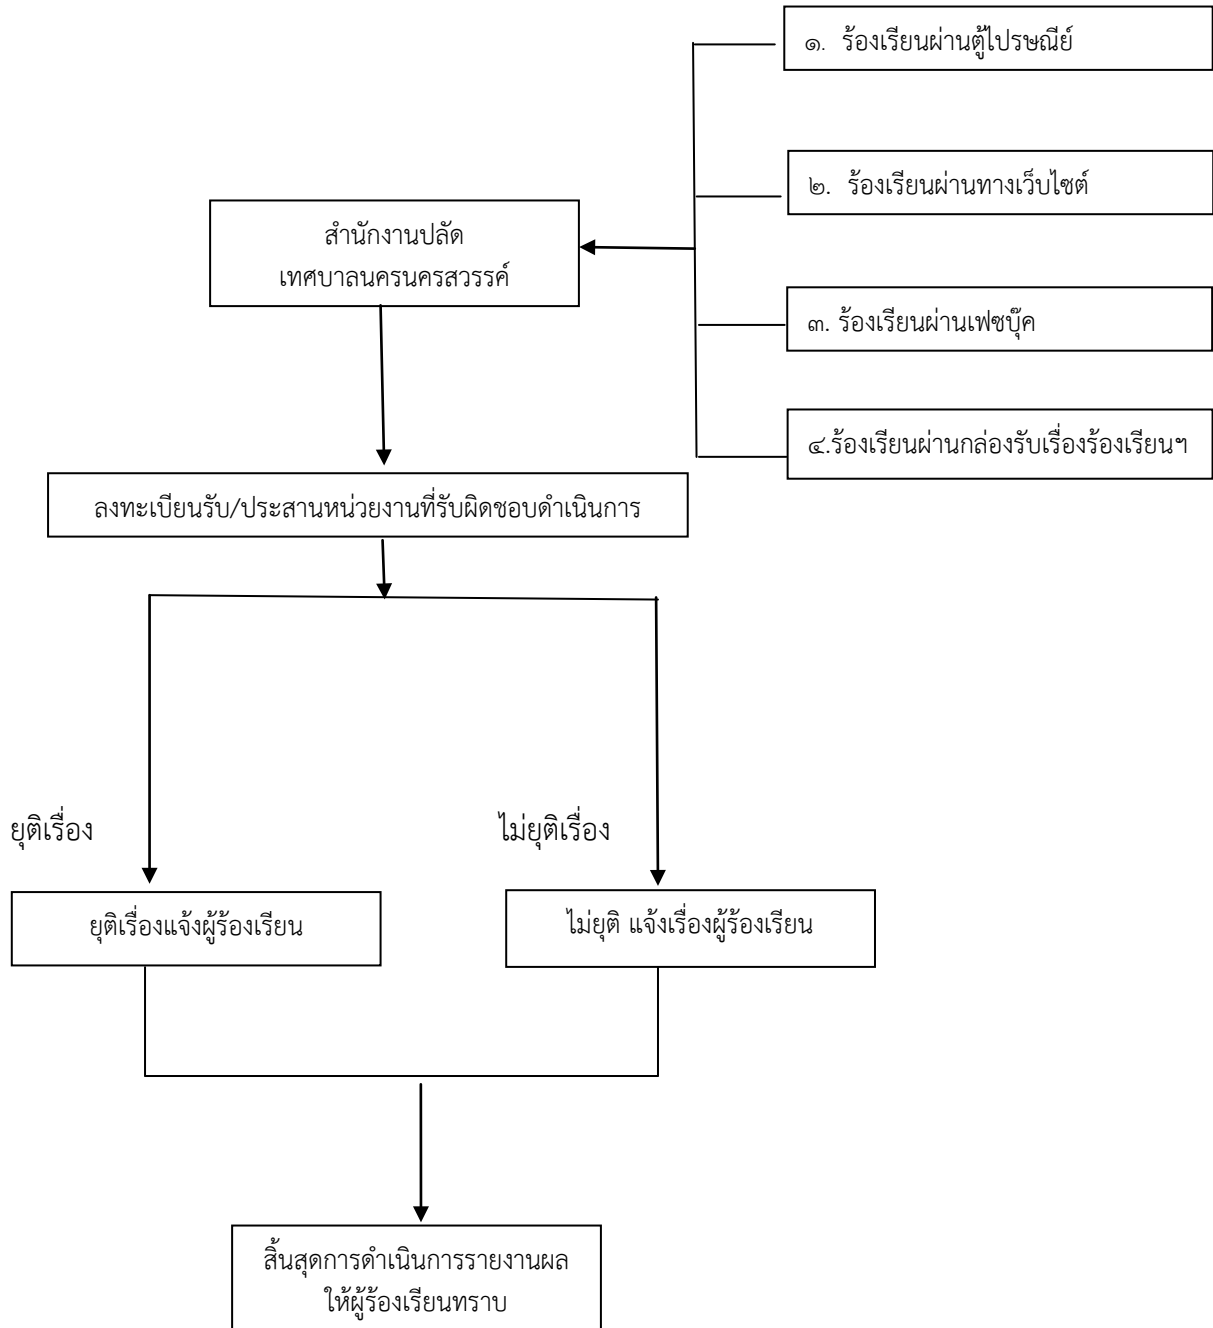 ๑. ร้องเรียนผ่านตู้ไปรษณีย์
๒. ร้องเรียนผ่านทางเว็บไซต์
สำนักงานปลัด
เทศบาลนครนครสวรรค์
๓. ร้องเรียนผ่านเฟซบุ๊ค
๔.ร้องเรียนผ่านกล่องรับเรื่องร้องเรียนฯ
ลงทะเบียนรับ/ประสานหน่วยงานที่รับผิดชอบดำเนินการ
ยุติเรื่อง
ไม่ยุติเรื่อง
ยุติเรื่องแจ้งผู้ร้องเรียน
ไม่ยุติ แจ้งเรื่องผู้ร้องเรียน
สิ้นสุดการดำเนินการรายงานผล
ให้ผู้ร้องเรียนทราบ